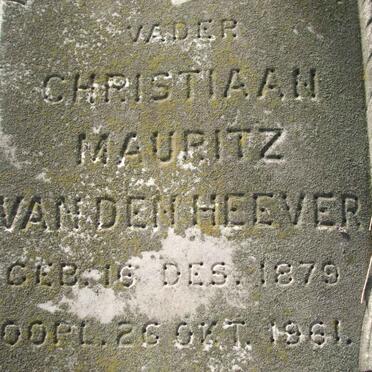 VADER
CHRISTIAAN
MAURITZ
VAN DEN HEEVER
GEB. 16 DES. 1879
OORL. 26 OKT. 1961.